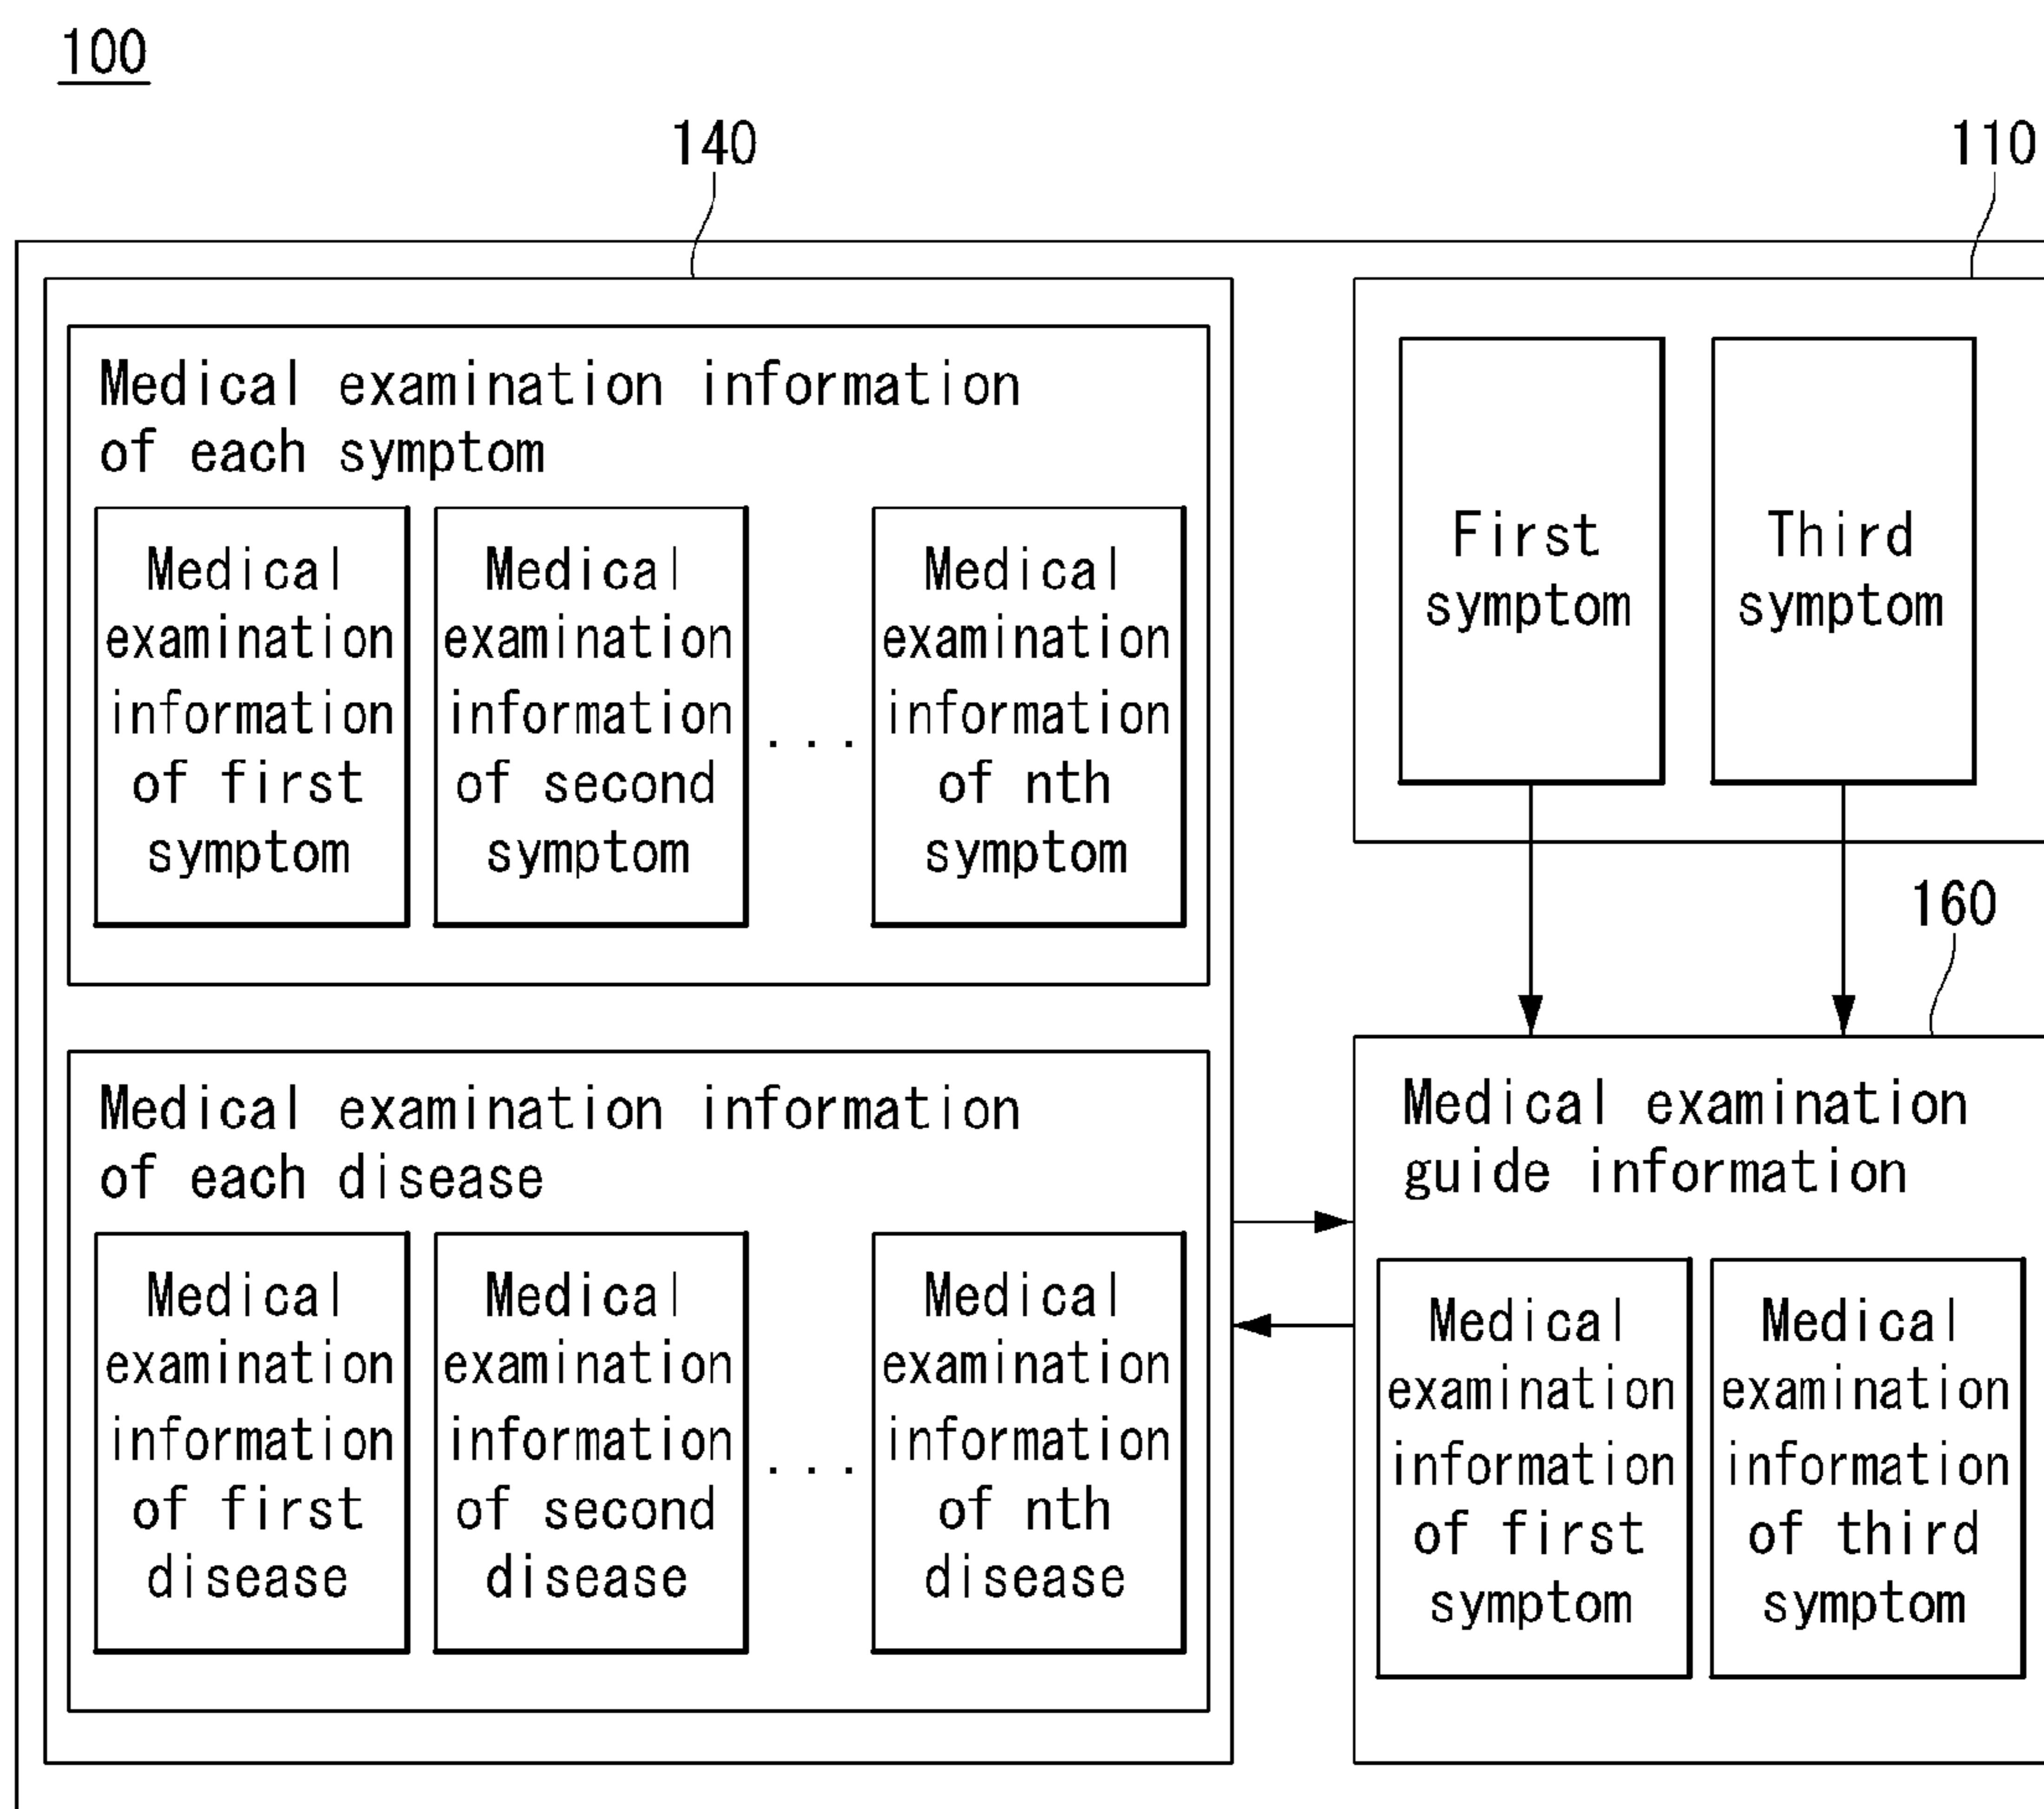 100
140
110
Medical examination information
of each symptom
Medical
examination
information
of first
symptom
Medical
examination
information
of second
symptom
...
Medical
examination
information
of nth
symptom
First
symptom
Third
symptom
160
Medical examination information
of each disease
Medical
examination
information
of first
disease
Medical
examination
information
of second
disease
...
Medical
examination
information
of nth
disease
Medical examination
guide information
Medical
examination
information
of first
symptom
Medical
examination
information
of third
symptom